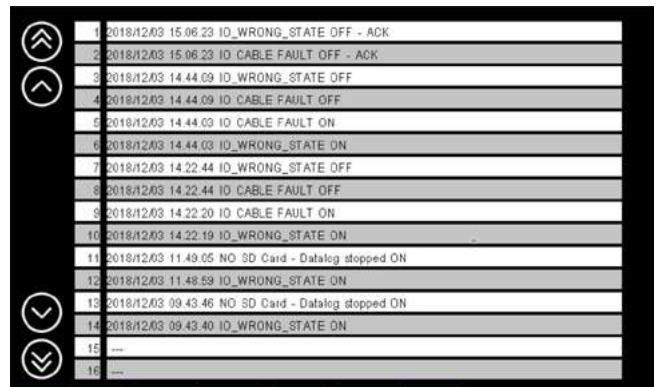 1 2018/12/03 15.06.23 IO_WRONG_STATE OFF - ACK
2 2018/12/03 15.06.23 IO CABLE FAULT OFF - ACK
3 2018/12/03 14.44.09 IO_WRONG_STATE OFF
4 2018/12/03 14.44.09 IO CABLE FAULT OFF
5 2018/12/03 14.44.03 IO CABLE FAULT ON
6 2018/12/03 14.44.03 IO_WRONG_STATE ON
7 2018/12/03 14.22.44 IO_WRONG_STATE OFF
8 2018/12/03 14.22.44 IO CABLE FAULT OFF
9 2018/12/03 14.22.20 IO CABLE FAULT ON
10 2018/12/03 14.22.19 IO_WRONG_STATE ON
11 2018/12/03 11.49.05 NO SD Card - Datalog stopped ON
12 2018/12/03 11.48.59 IO_WRONG_STATE ON
13 2018/12/03 09.43.46 NO SD Card - Datalog stopped ON
14 2018/12/03 09.43.40 IO_WRONG_STATE ON
15 ---
16 ---